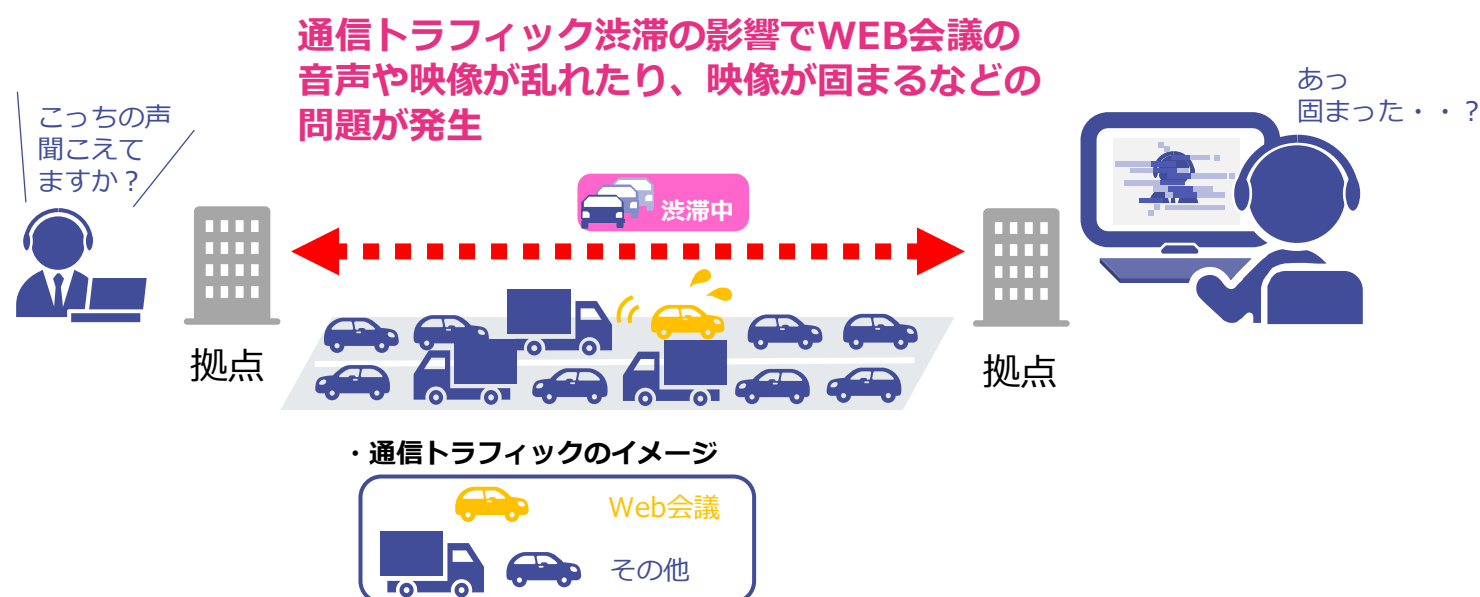 通信トラフィック渋滞の影響でWEB会議の
音声や映像が乱れたり、映像が固まるなどの
問題が発生
こっちの声
聞こえて
ますか？
あっ
固まった・・？
渋滞中
拠点
拠点
・通信トラフィックのイメージ
Web会議
その他